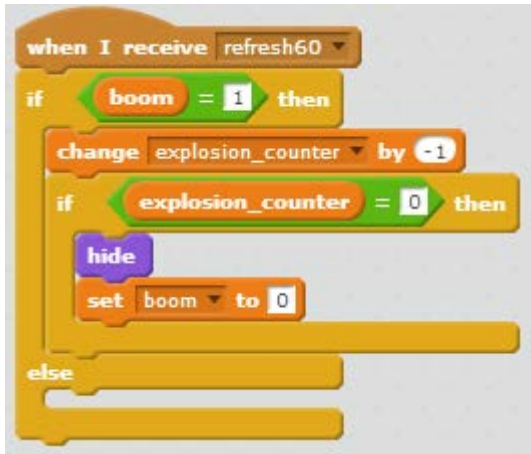 when I receive refresh60
if boom = 1 then
change explosion_counter by -1
if explosion_counter = 0 then
hide
set boom to 0
else